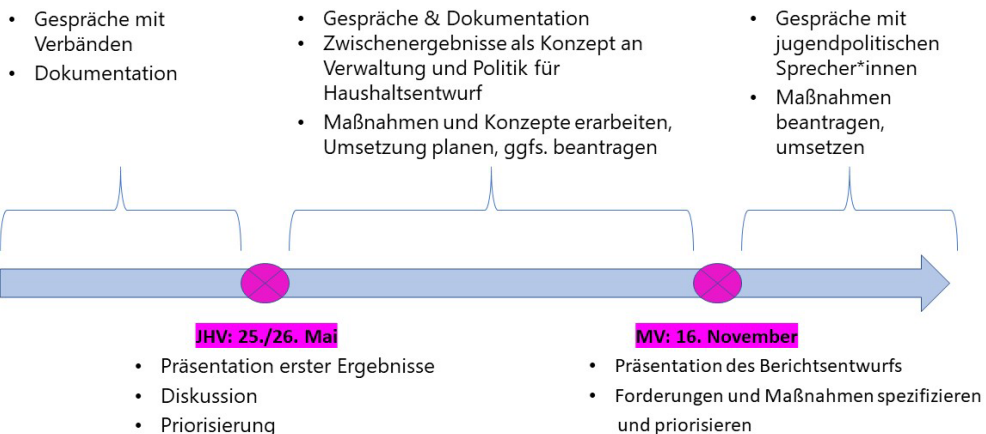 • Gespräche mit
Verbänden
• Dokumentation
• Gespräche & Dokumentation
• Zwischenergebnisse als Konzept an
Verwaltung und Politik für
Haushaltsentwurf
• Maßnahmen und Konzepte erarbeiten,
Umsetzung planen, ggfs. beantragen
• Gespräche mit
jugendpolitischen
Sprecher*innen
• Maßnahmen
beantragen,
umsetzen
JHV: 25./26. Mai
• Präsentation erster Ergebnisse
• Diskussion
• Priorisierung
MV: 16. November
• Präsentation des Berichtsentwurfs
• Forderungen und Maßnahmen spezifizieren
und priorisieren